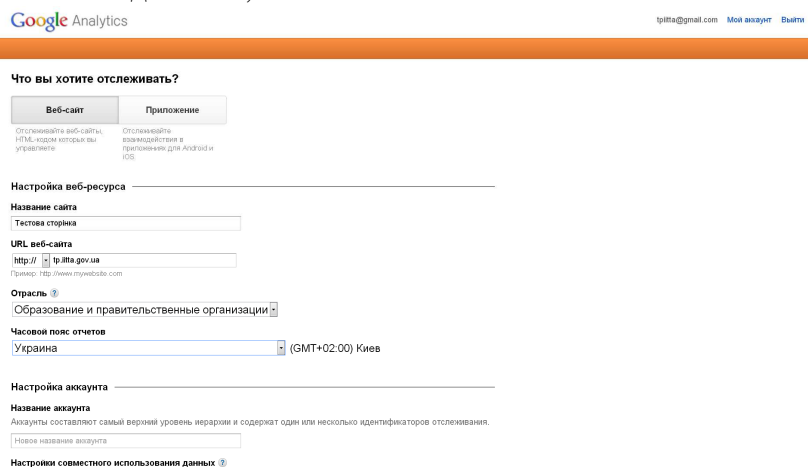 Google Analytics
tplitta@gmail.com Мой аккаунт Выйти
Что вы хотите отслеживать?
Веб-сайт Приложение
Отслеживайте веб-сайты, HTML-кодом которых вы управляете
Отслеживайте взаимодействия в приложениях для Android и iOS
Настройка веб-ресурса
Название сайта
Тестова сторінка
URL веб-сайта
http:// tp.litta.gov.ua
Пример: http://www.mywebsite.com
Отрасль ?
Образование и правительственные организации
Часовой пояс отчетов
Украина (GMT+02:00) Киев
Настройка аккаунта
Название аккаунта
Аккаунты составляют самый верхний уровень иерархии и содержат один или несколько идентификаторов отслеживания.
Новое название аккаунта
Настройки совместного использования данных ?